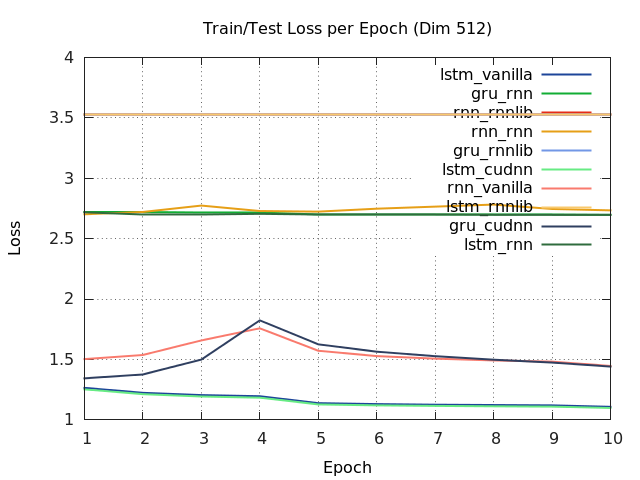 Train/Test Loss per Epoch (Dim 512)
4
3.5
3
2.5
2
1.5
1
Loss
lstm_vanilla
gru_rnn
rnn_rnnlib
rnn_rnn
gru_rnnlib
lstm_cudnn
rnn_vanilla
lstm_rnnlib
gru_cudnn
lstm_rnn
1 2 3 4 5 6 7 8 9 10
Epoch